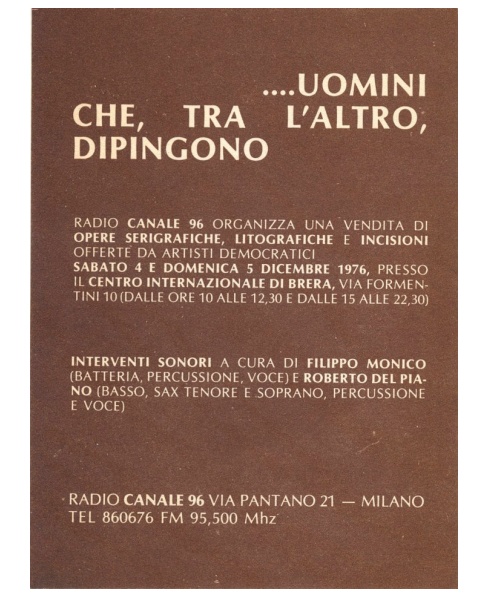 ....UOMINI
CHE, TRA L'ALTRO,
DIPINGONO
RADIO CANALE 96 ORGANIZZA UNA VENDITA DI
OPERE SERIGRAFICHE, LITOGRAFICHE E INCISIONI
OFFERTE DA ARTISTI DEMOCRATICI
SABATO 4 E DOMENICA 5 DICEMBRE 1976, PRESSO
IL CENTRO INTERNAZIONALE DI BRERA, VIA FORMEN-
TINI 10 (DALLE ORE 10 ALLE 12,30 E DALLE 15 ALLE 22,30)
INTERVENTI SONORI A CURA DI FILIPPO MONICO
(BATTERIA, PERCUSSIONE, VOCE) E ROBERTO DEL PIA-
NO (BASSO, SAX TENORE E SOPRANO, PERCUSSIONE
E VOCE)
RADIO CANALE 96 VIA PANTANO 21 — MILANO
TEL 860676 FM 95,500 Mhz